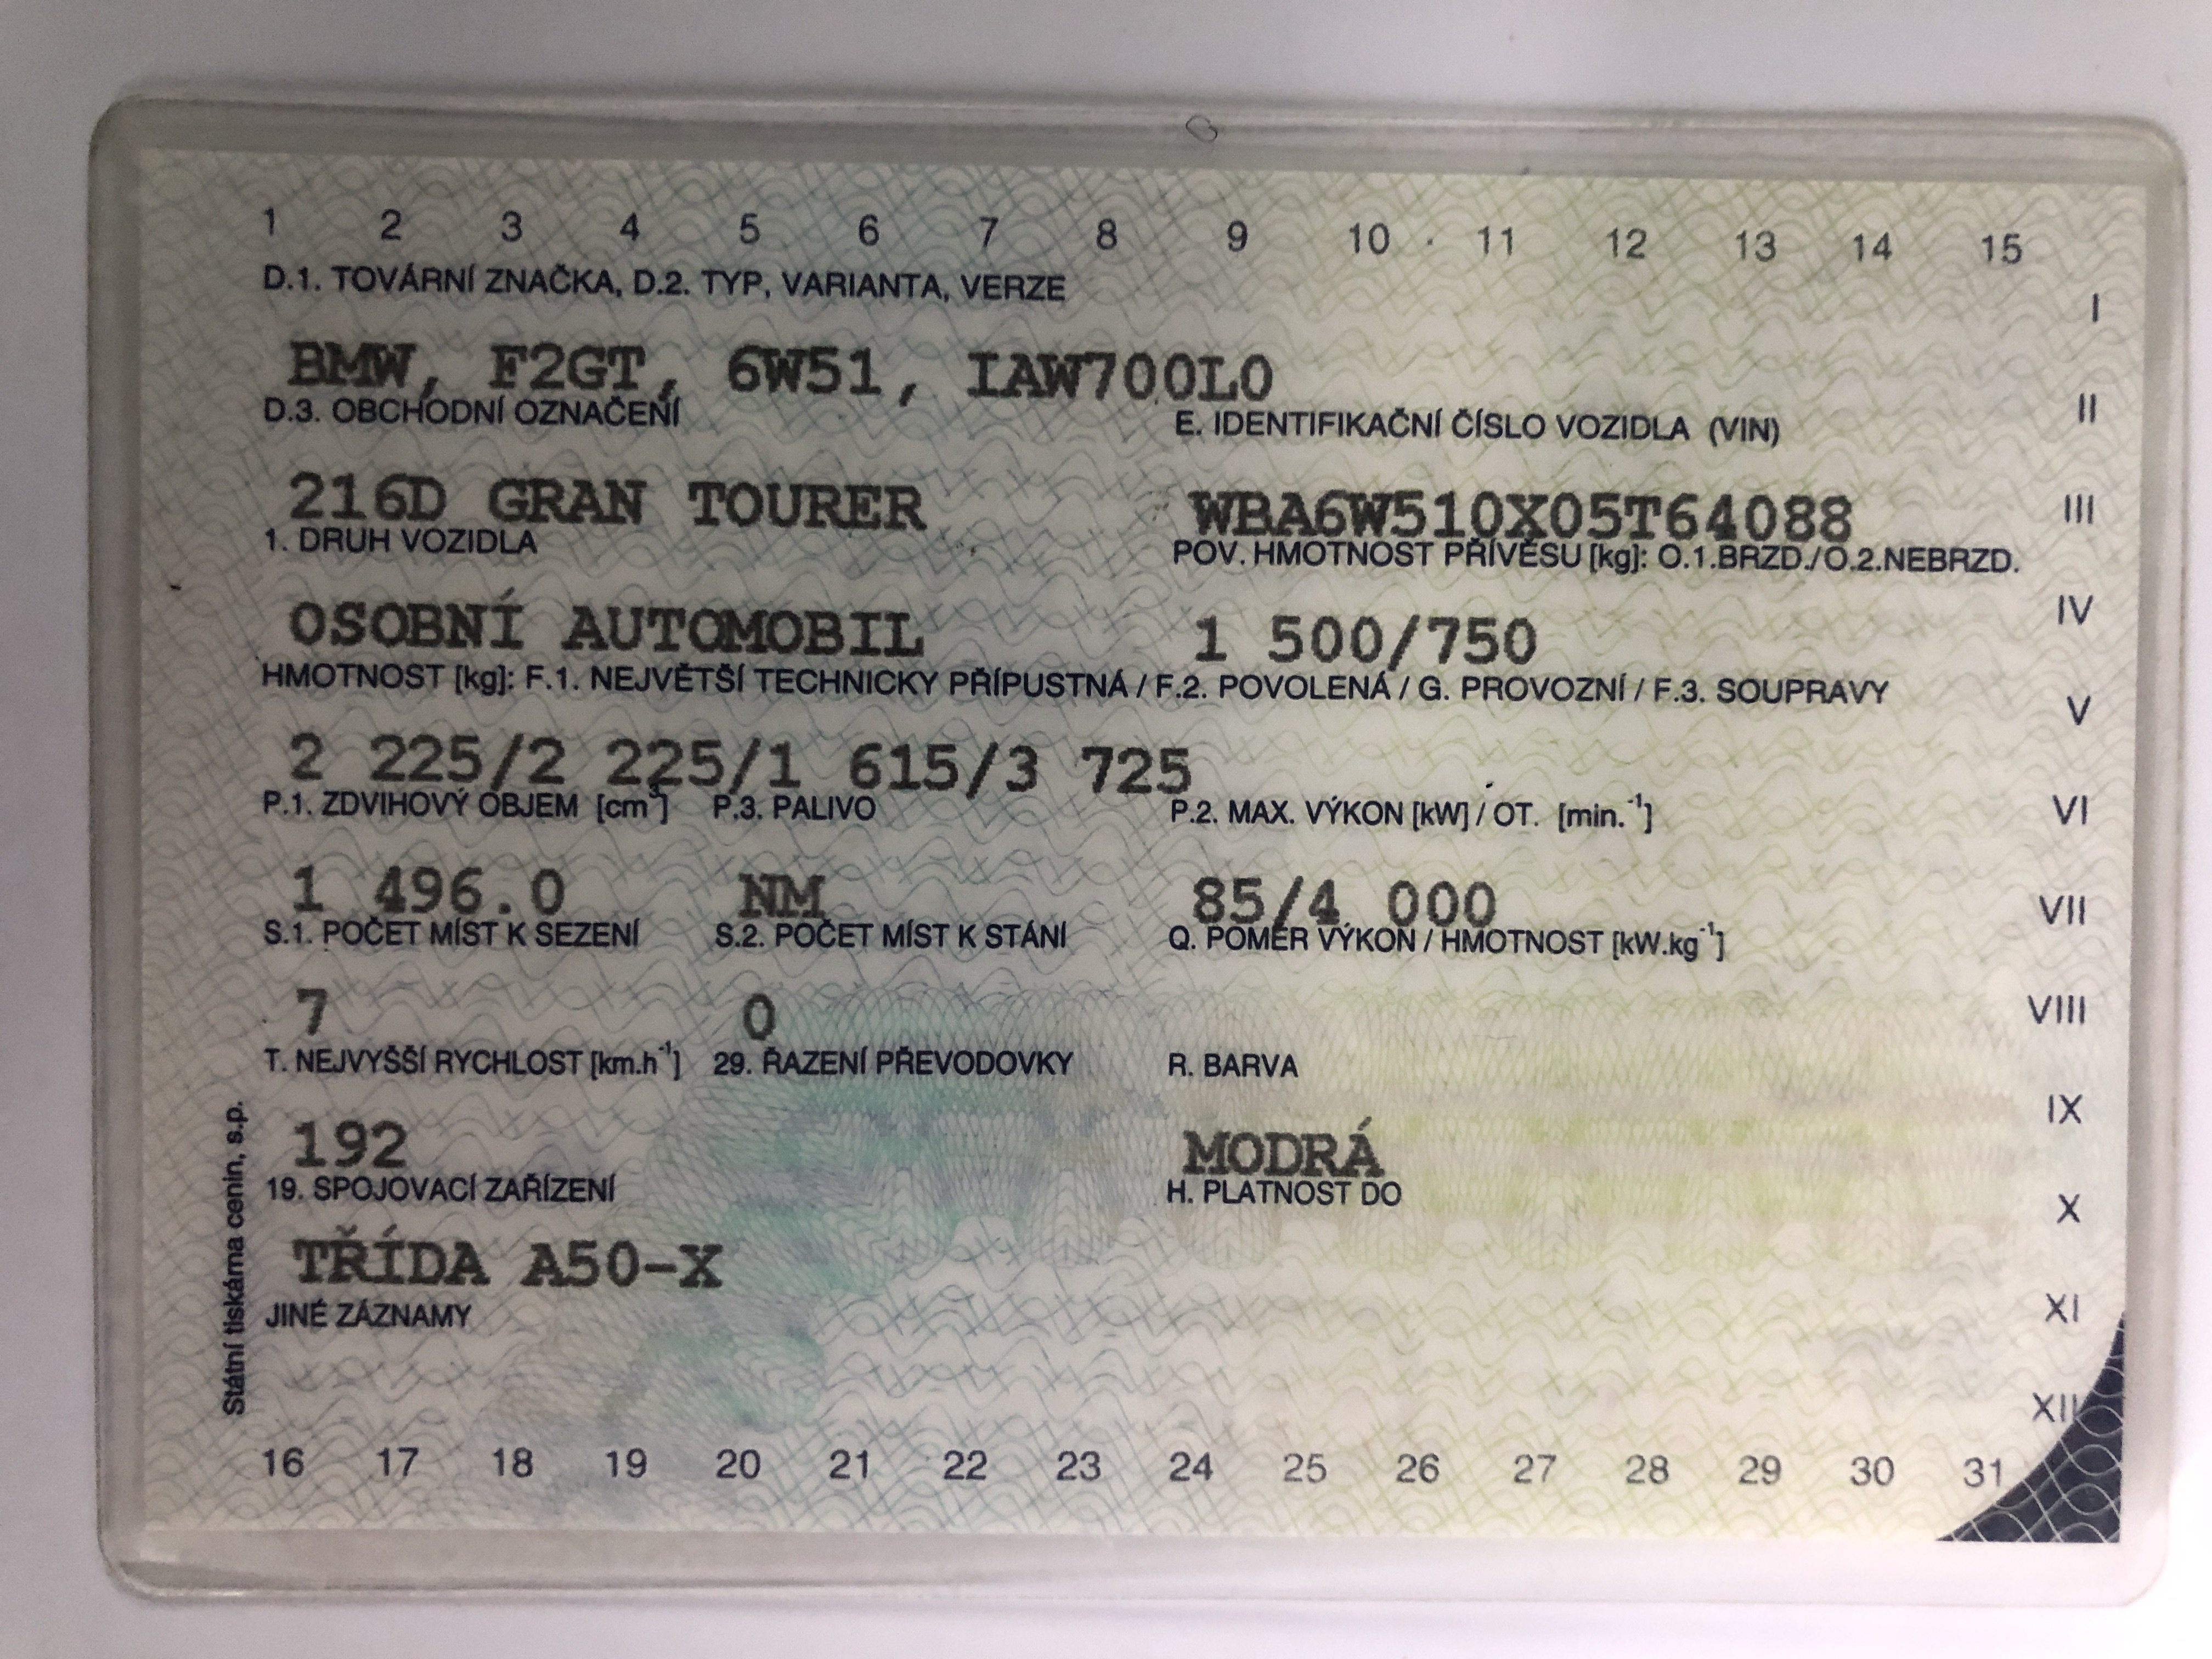 1 2 3 4 5 6 7 8 9 10 11 12 13 14 15
D.1. TOVÁRNÍ ZNAČKA, D.2. TYP, VARIANTA, VERZE
I
BMW, F2GT, 6W51, IAW700L0
D.3. OBCHODNÍ OZNAČENÍ E. IDENTIFIKAČNÍ ČÍSLO VOZIDLA (VIN)
II
216D GRAN TOURER WBA6W510X05T64088
III
1. DRUH VOZIDLA POV. HMOTNOST PŘÍVĚSU [kg]: O.1.BRZD./O.2.NEBRZD.
OSOBNÍ AUTOMOBIL 1 500/750
IV
HMOTNOST [kg]: F.1. NEJVĚTŠÍ TECHNICKY PŘÍPUSTNÁ / F.2. POVOLENÁ / G. PROVOZNÍ / F.3. SOUPRAVY
V
2 225/2 225/1 615/3 725
P.1. ZDVIHOVÝ OBJEM [cm³] P.3. PALIVO P.2. MAX. VÝKON [kW] / OT. [min.⁻¹]
VI
1 496.0 NM 85/4 000
VII
S.1. POČET MÍST K SEZENÍ S.2. POČET MÍST K STÁNÍ Q. POMĚR VÝKON / HMOTNOST [kW.kg⁻¹]
7 0
VIII
T. NEJVYŠŠÍ RYCHLOST [km.h⁻¹] 29. ŘAZENÍ PŘEVODOVKY R. BARVA
IX
192 MODRÁ
19. SPOJOVACÍ ZAŘÍZENÍ H. PLATNOST DO
X
TŘÍDA A50-X
JINÉ ZÁZNAMY
XI
XII
Státní tiskárna cenin, s.p.
16 17 18 19 20 21 22 23 24 25 26 27 28 29 30 31